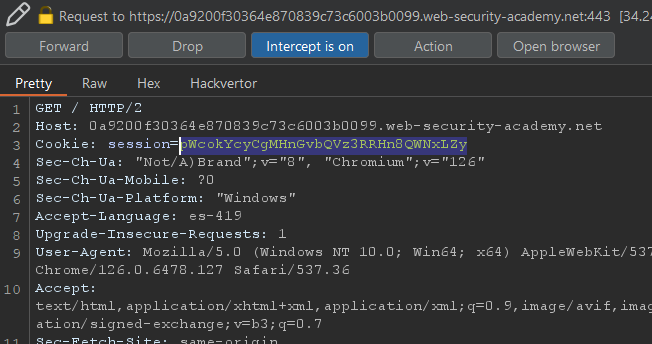 Request to https://0a9200f30364e870839c73c6003b0099.web-security-academy.net:443 [34.24
Forward Drop Intercept is on Action Open browser
Pretty Raw Hex Hackvertor
1 GET / HTTP/2
2 Host: 0a9200f30364e870839c73c6003b0099.web-security-academy.net
3 Cookie: session=pWcokYcyCgMHnGvbQVz3RRHn8QWNxLZy
4 Sec-Ch-Ua: "Not/A)Brand";v="8", "Chromium";v="126"
5 Sec-Ch-Ua-Mobile: ?0
6 Sec-Ch-Ua-Platform: "Windows"
7 Accept-Language: es-419
8 Upgrade-Insecure-Requests: 1
9 User-Agent: Mozilla/5.0 (Windows NT 10.0; Win64; x64) AppleWebKit/537
Chrome/126.0.6478.127 Safari/537.36
10 Accept:
text/html,application/xhtml+xml,application/xml;q=0.9,image/avif,imag
ation/signed-exchange;v=b3;q=0.7
11 Sec-Fetch-Site: same-origin